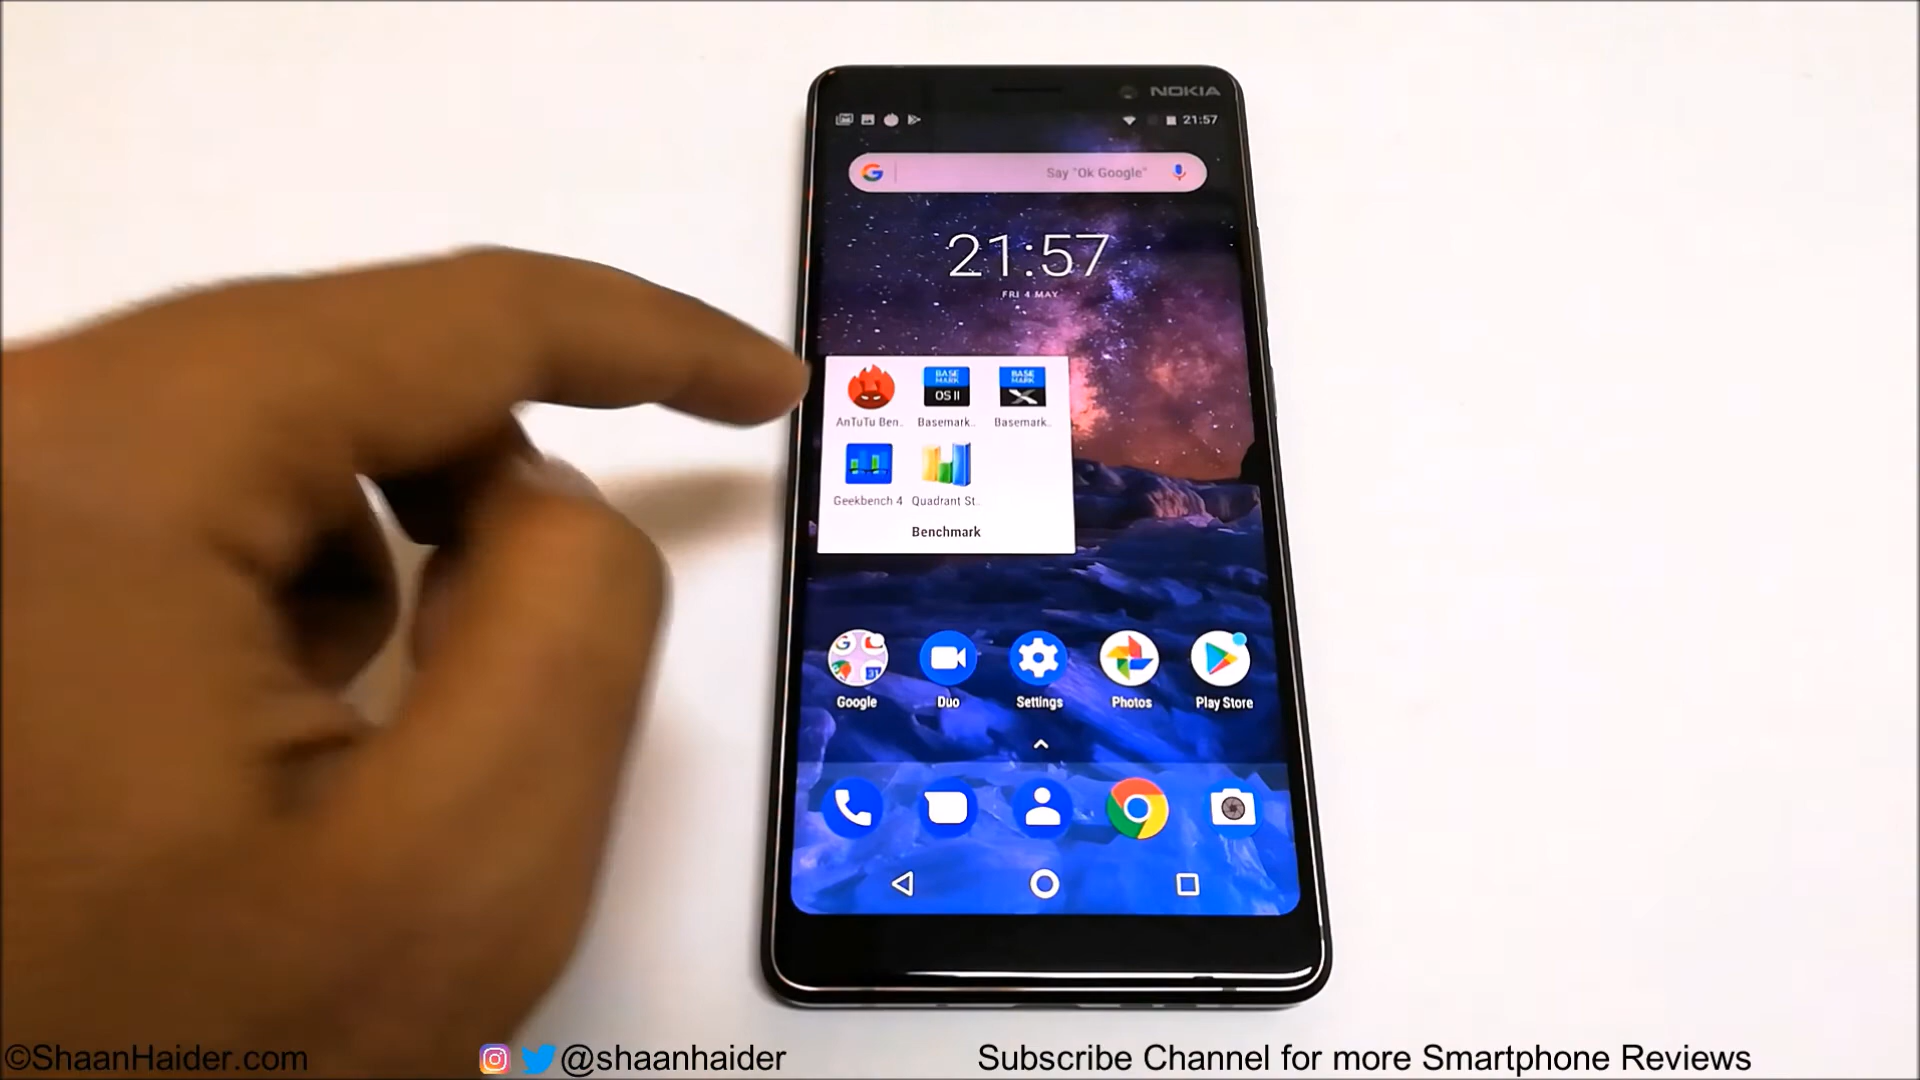 NOKIA
21:57
Say "Ok Google"
21:57
FRI 4 MAY
BASE MARK OS II
BASE MARK X
AnTuTu Ben..
Basemark..
Basemark..
Geekbench 4
Quadrant St..
Benchmark
31
Google
Duo
Settings
Photos
Play Store
©ShaanHaider.com
@shaanhaider
Subscribe Channel for more Smartphone Reviews